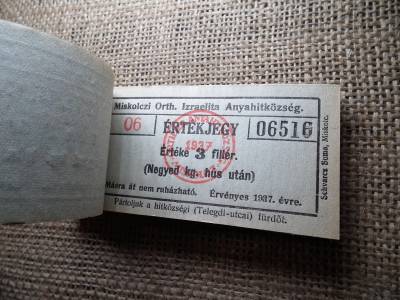 Miskolczi Orth. Izraelita Anyahitközség.
06 ÉRTÉKJEGY 06516
1937
Értéke 3 fillér.
(Negyed kg. hús után)
Másra át nem ruházható. Érvényes 1937. évre.
Pártoljuk a hitközségi (Telegdi-utcai) fürdőt.
Schwarcz Samu, Miskolc.